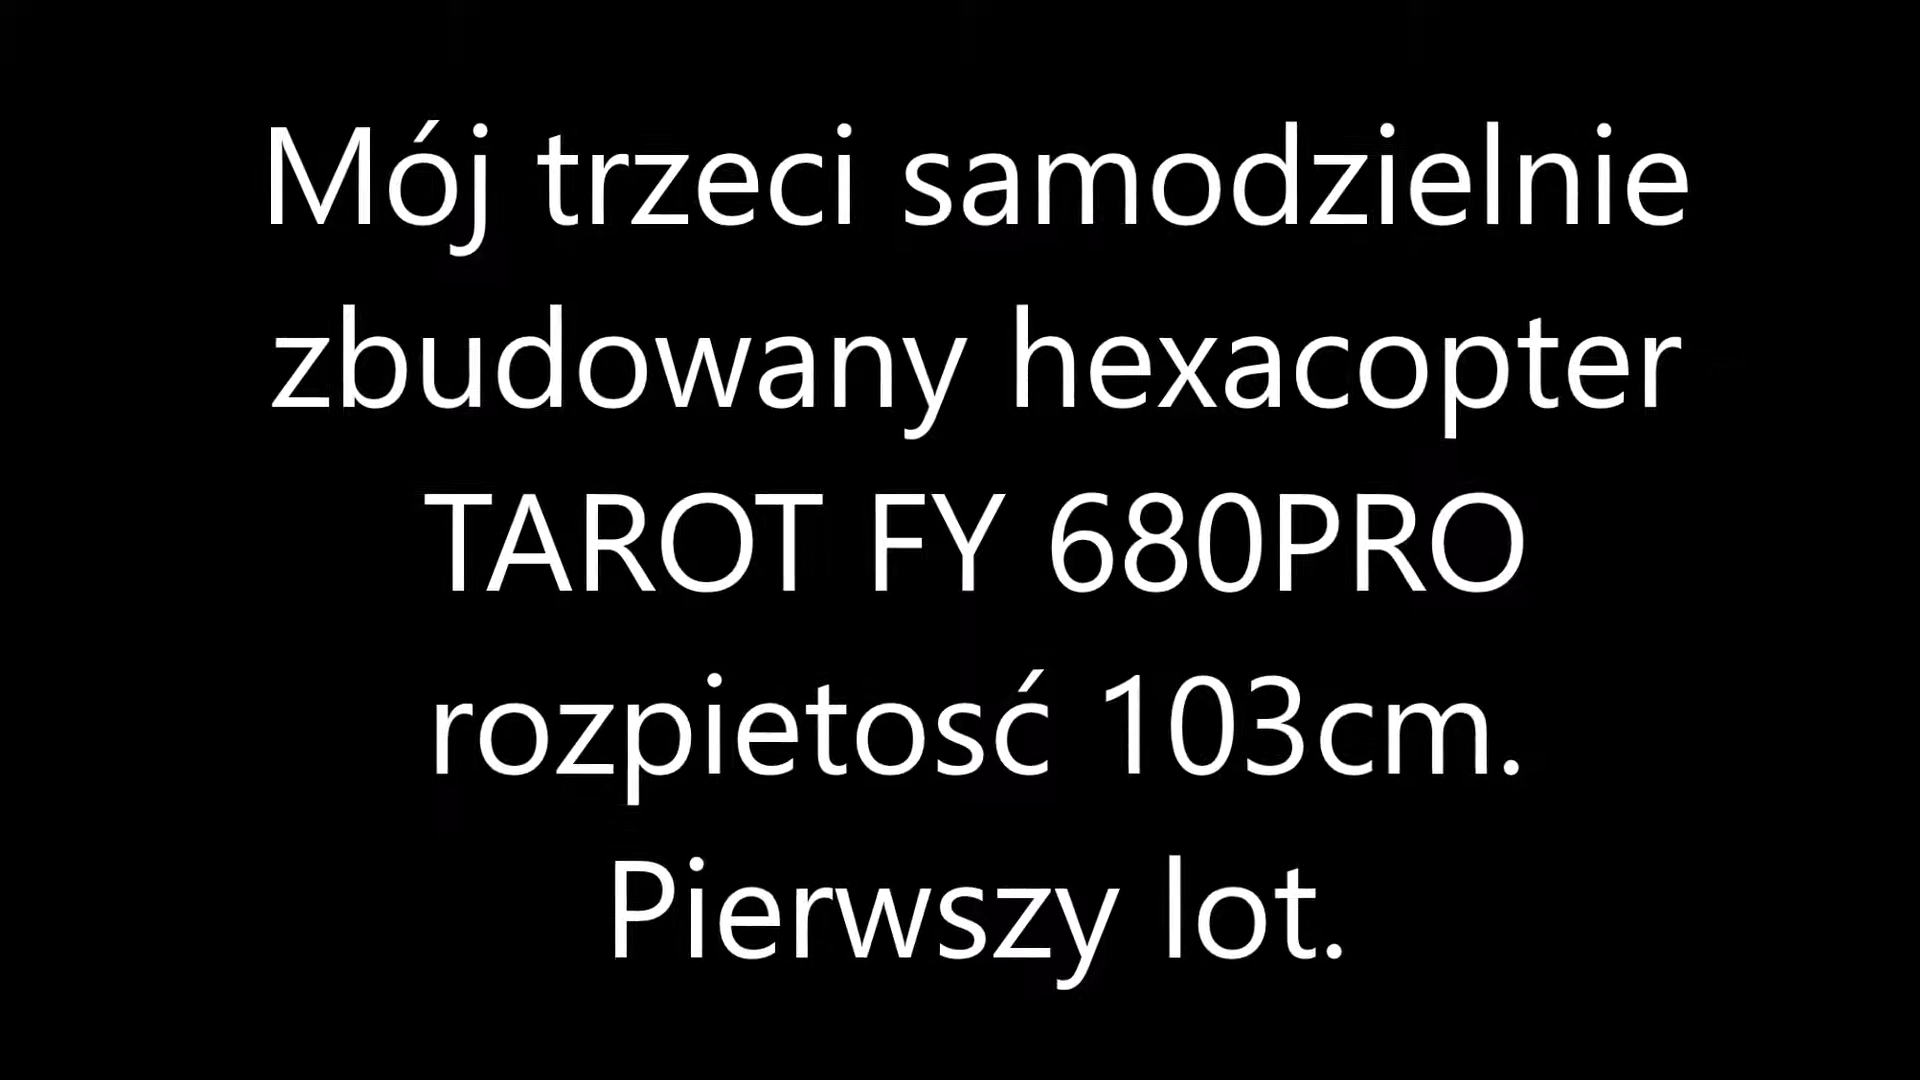 Mój trzeci samodzielnie
zbudowany hexacopter
TAROT FY 680PRO
rozpietosć 103cm.
Pierwszy lot.